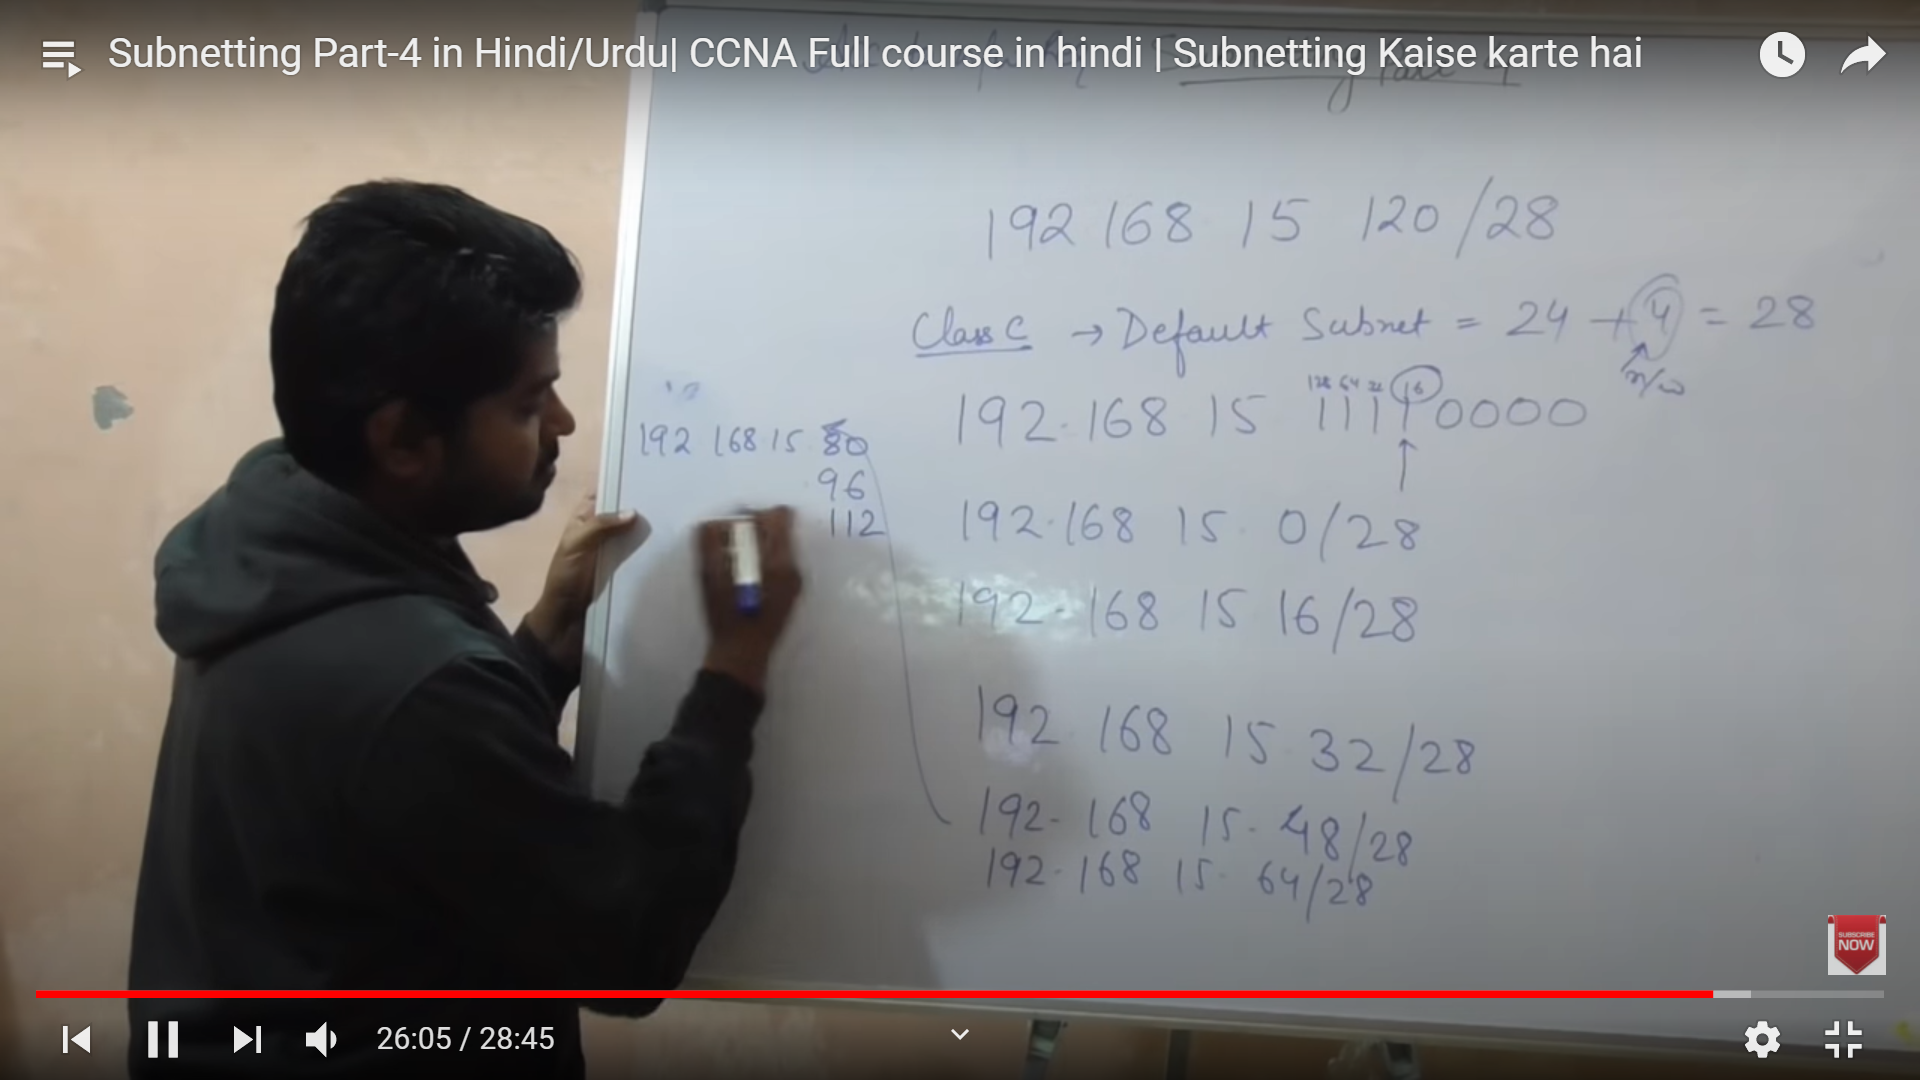 Subnetting Part-4 in Hindi/Urdu| CCNA Full course in hindi | Subnetting Kaise karte hai
192 168 15 120/28
Class C → Default Subnet = 24 + 4 = 28
n/w
128 64 32 16
192.168 15 11110000
192 168.15 80
96
112
192.168 15. 0/28
192.168 15 16/28
192 168 15.32/28
192- 168 15. 48/28
192. 168 15. 64/28
SUBSCRIBE
NOW
26:05 / 28:45